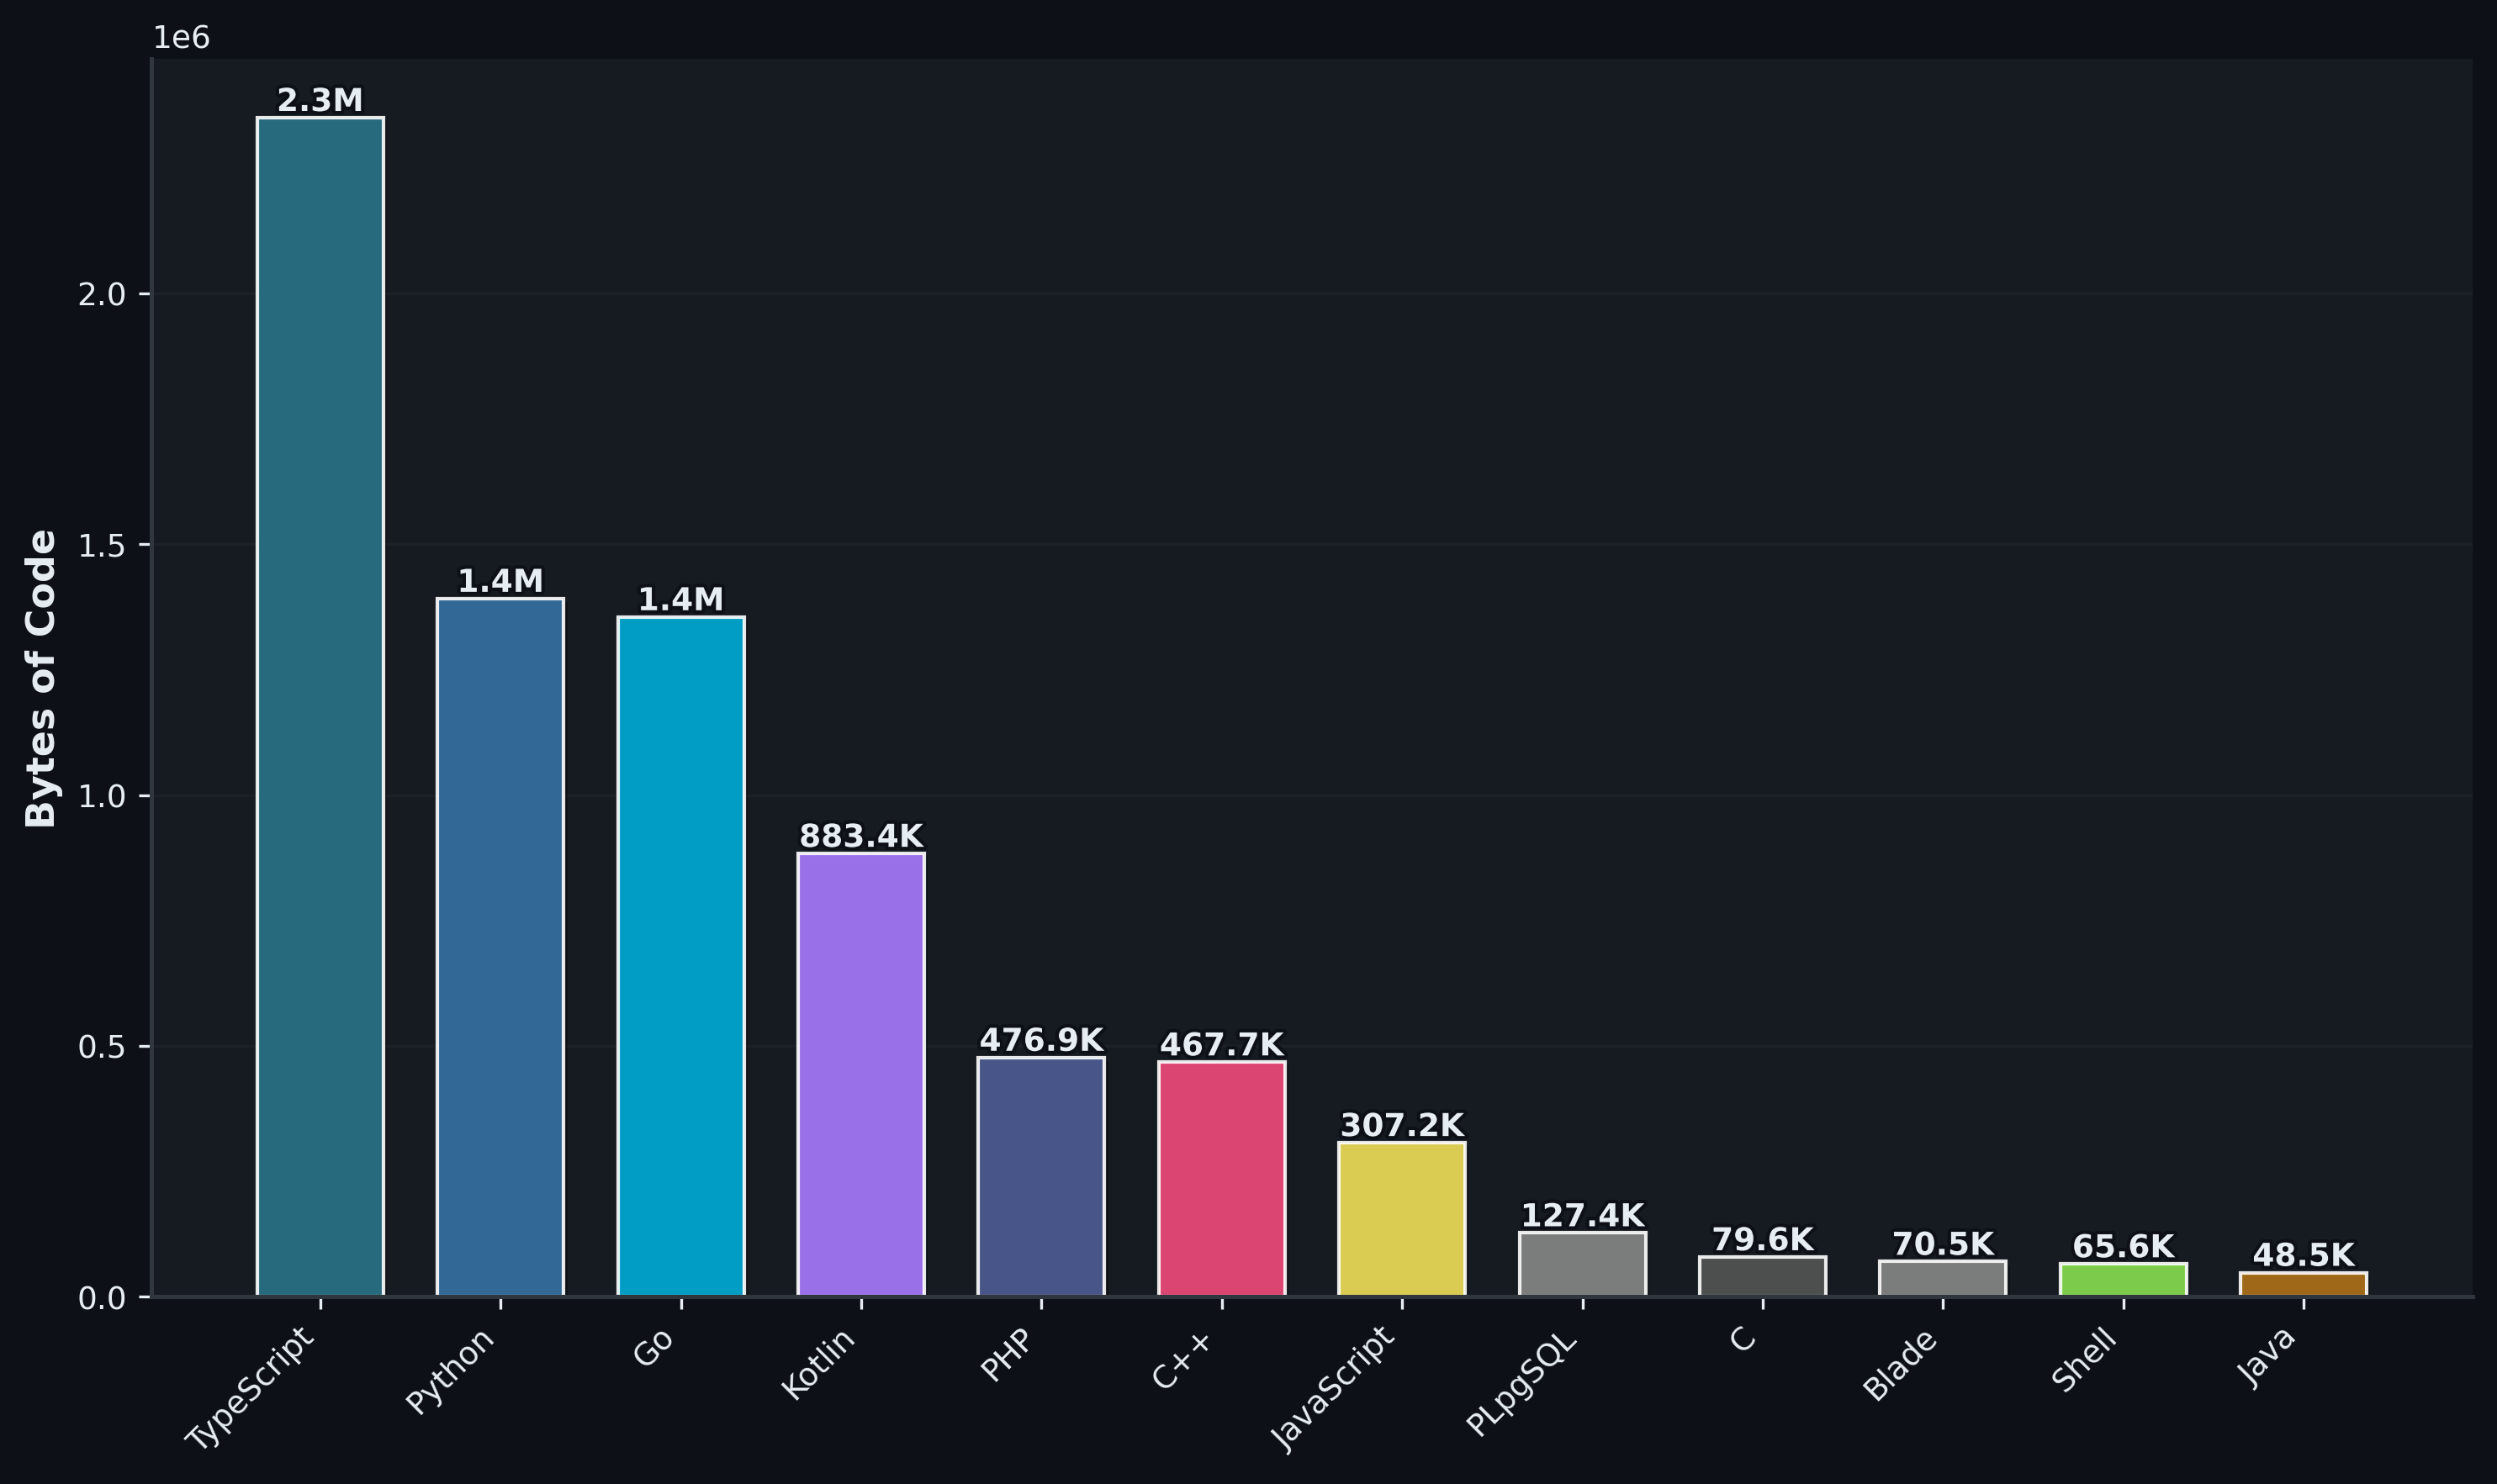 1e6
2.3M
2.0
1.5
1.4M
1.4M
Bytes of Code
1.0
883.4K
0.5
476.9K
467.7K
307.2K
127.4K
79.6K
70.5K
65.6K
48.5K
0.0
TypeScript
Python
Go
Kotlin
PHP
C++
JavaScript
PLpgSQL
C
Blade
Shell
Java